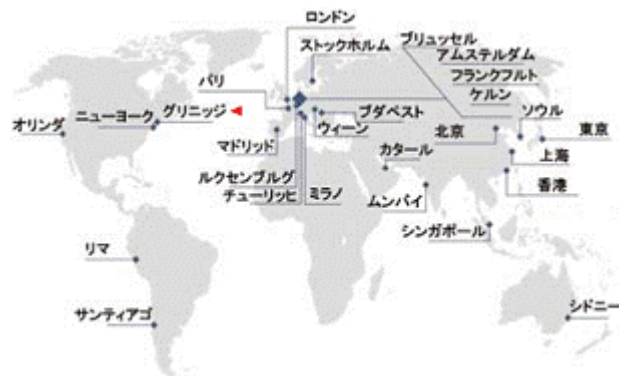 ロンドン
ストックホルム
ブリュッセル
アムステルダム
フランクフルト
ケルン
パリ
ニューヨーク
グリニッジ
オリンダ
マドリッド
ウィーン
ブダペスト
ソウル
北京
東京
カタール
上海
ルクセンブルグ
チューリッヒ
ミラノ
ムンバイ
香港
シンガポール
リマ
サンティアゴ
シドニー